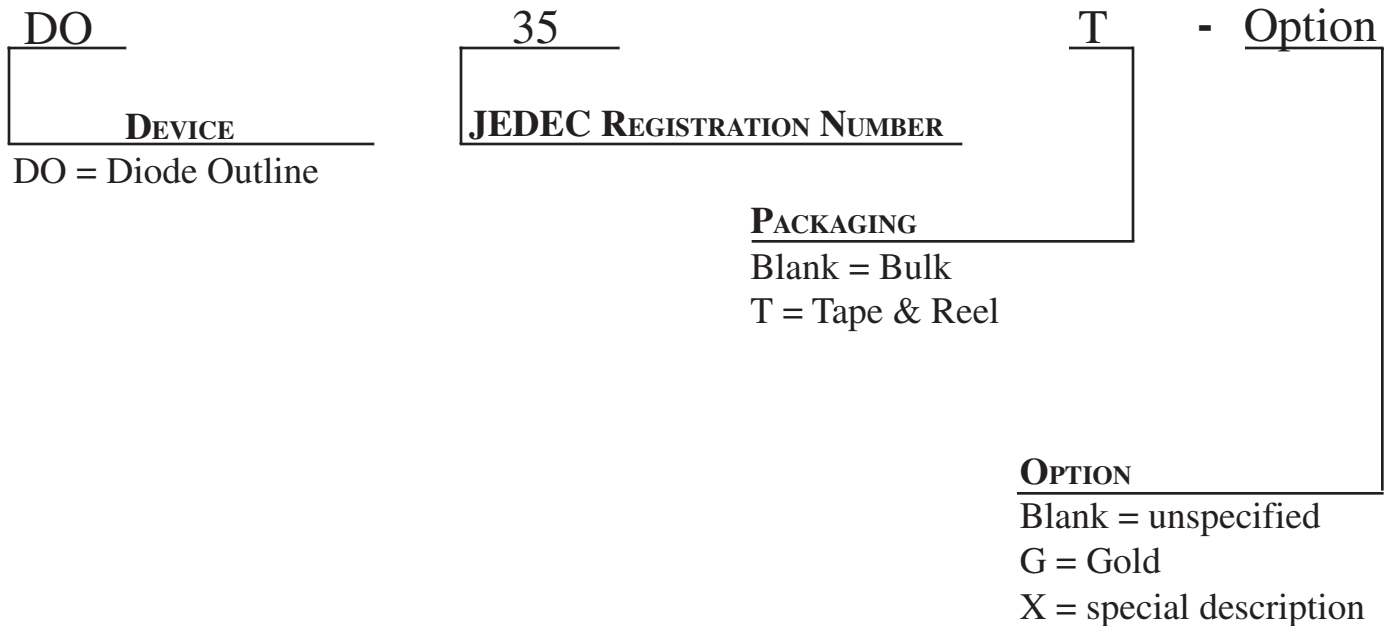 DO 35 T - Option
DEVICE
DO = Diode Outline
JEDEC REGISTRATION NUMBER
PACKAGING
Blank = Bulk
T = Tape & Reel
OPTION
Blank = unspecified
G = Gold
X = special description